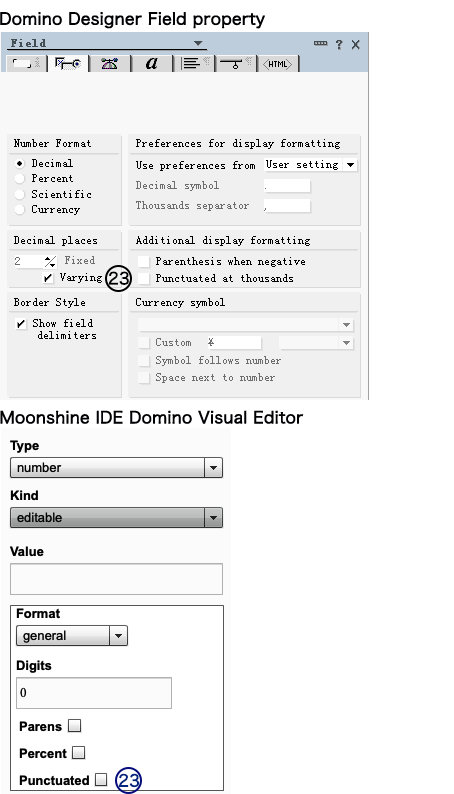 Domino Designer Field property
Field
? X
a <HTML>
Number Format
Decimal
Percent
Scientific
Currency
Preferences for display formatting
Use preferences from User setting
Decimal symbol .
Thousands separator ,
Decimal places
2 Fixed
Varying 23
Additional display formatting
Parenthesis when negative
Punctuated at thousands
Border Style
Show field
delimiters
Currency symbol
Custom ¥
Symbol follows number
Space next to number
Moonshine IDE Domino Visual Editor
Type
number
Kind
editable
Value
Format
general
Digits
0
Parens
Percent
Punctuated 23